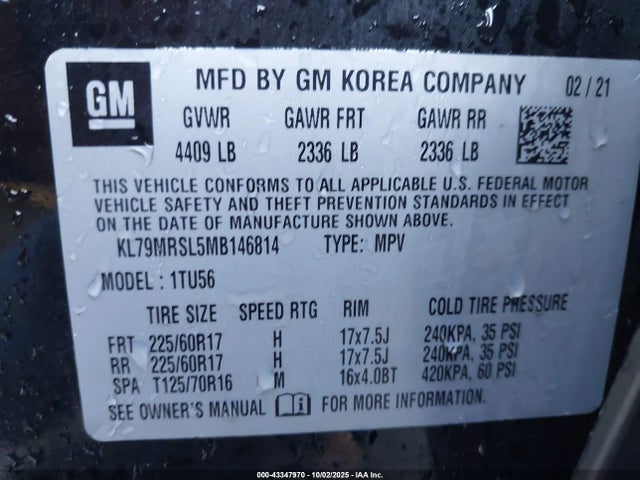 GM
MFD BY GM KOREA COMPANY 02 / 21
GVWR GAWR FRT GAWR RR
4409 LB 2336 LB 2336 LB
THIS VEHICLE CONFORMS TO ALL APPLICABLE U.S. FEDERAL MOTOR
VEHICLE SAFETY AND THEFT PREVENTION STANDARDS IN EFFECT
ON THE DATE OF MANUFACTURE SHOWN ABOVE.
KL79MRSL5MB146814 TYPE: MPV
MODEL : 1TU56
TIRE SIZE SPEED RTG RIM COLD TIRE PRESSURE
FRT 225/60R17 H 17x7.5J 240KPA, 35 PSI
RR 225/60R17 H 17x7.5J 240KPA, 35 PSI
SPA T125/70R16 M 16x4.0BT 420KPA, 60 PSI
SEE OWNER'S MANUAL FOR MORE INFORMATION.
000-43347970 - 10/02/2025 - IAA Inc.